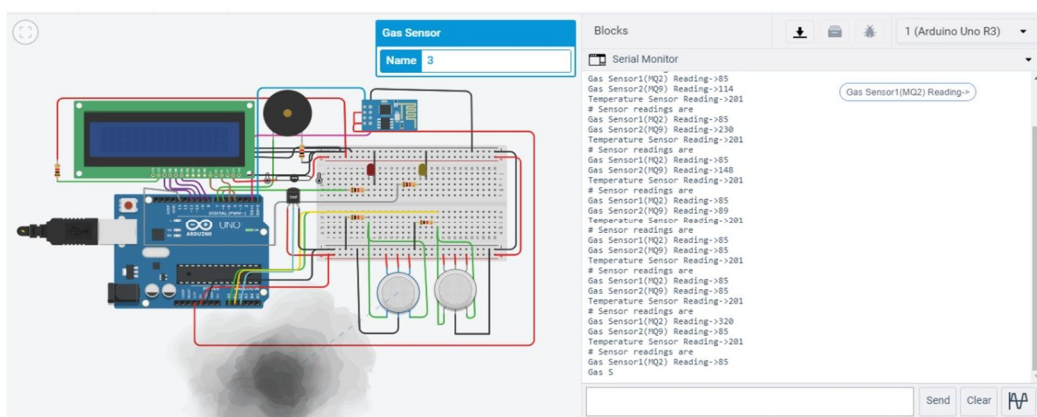 Gas Sensor
Name 3
UNO
ARDUINO
Blocks
1 (Arduino Uno R3)
Serial Monitor
Gas Sensor1(MQ2) Reading->85
Gas Sensor2(MQ9) Reading->114
Temperature Sensor Reading->201
# Sensor readings are
Gas Sensor1(MQ2) Reading->85
Gas Sensor2(MQ9) Reading->230
Temperature Sensor Reading->201
# Sensor readings are
Gas Sensor1(MQ2) Reading->85
Gas Sensor2(MQ9) Reading->148
Temperature Sensor Reading->201
# Sensor readings are
Gas Sensor1(MQ2) Reading->85
Gas Sensor2(MQ9) Reading->89
Temperature Sensor Reading->201
# Sensor readings are
Gas Sensor1(MQ2) Reading->85
Gas Sensor2(MQ9) Reading->85
Temperature Sensor Reading->201
# Sensor readings are
Gas Sensor1(MQ2) Reading->85
Gas Sensor2(MQ9) Reading->85
Temperature Sensor Reading->201
# Sensor readings are
Gas Sensor1(MQ2) Reading->320
Gas Sensor2(MQ9) Reading->85
Temperature Sensor Reading->201
# Sensor readings are
Gas Sensor1(MQ2) Reading->85
Gas S
Gas Sensor1(MQ2) Reading->
Send
Clear